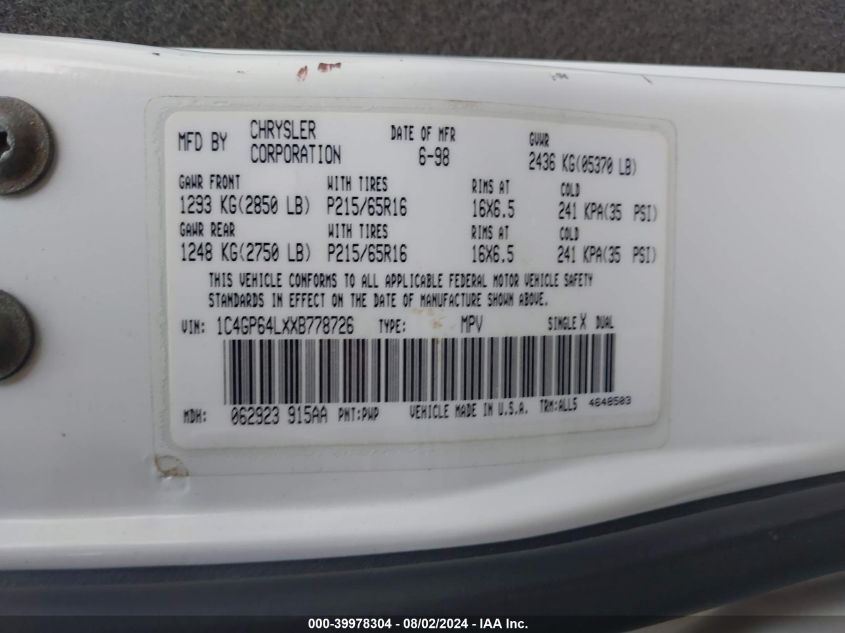 MFD BY CHRYSLER CORPORATION DATE OF MFR 6-98 GVWR 2436 KG(05370 LB)
GAWR FRONT WITH TIRES RIMS AT COLD
1293 KG(2850 LB) P215/65R16 16X6.5 241 KPA(35 PSI)
GAWR REAR WITH TIRES RIMS AT COLD
1248 KG(2750 LB) P215/65R16 16X6.5 241 KPA(35 PSI)
THIS VEHICLE CONFORMS TO ALL APPLICABLE FEDERAL MOTOR VEHICLE SAFETY
STANDARDS IN EFFECT ON THE DATE OF MANUFACTURE SHOWN ABOVE.
VIN: 1C4GP64LXXB778726 TYPE: MPV SINGLE X DUAL
MDH: 062923 915AA PNT:PWP VEHICLE MADE IN U.S.A. TRM:ALL5 4648503
000-39978304 - 08/02/2024 - IAA Inc.